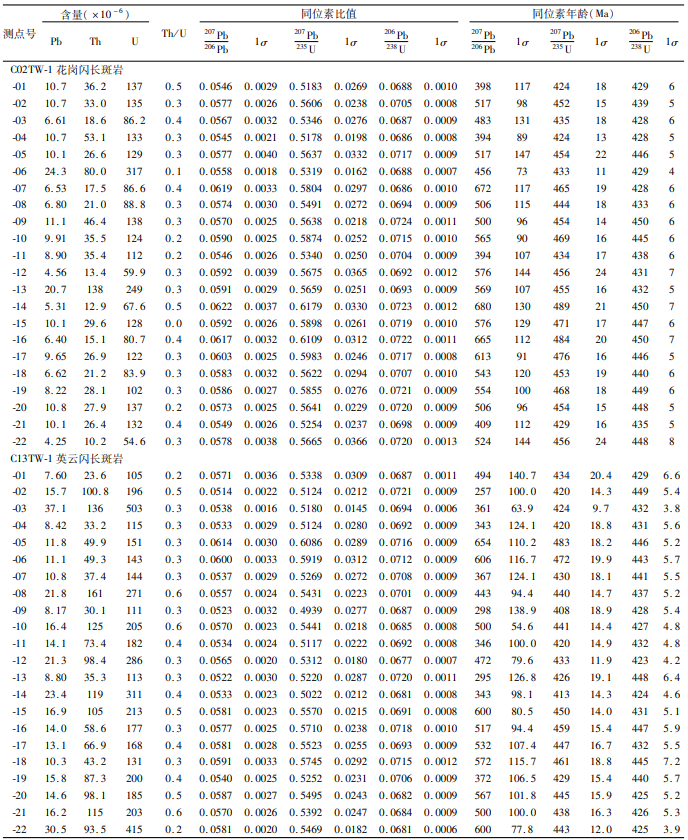 含量(×10⁻⁶) 同位素比值 同位素年龄(Ma)
测点号 Pb Th U Th/U ²⁰⁷Pb/²⁰⁶Pb 1σ ²⁰⁷Pb/²³⁵U 1σ ²⁰⁶Pb/²³⁸U 1σ ²⁰⁷Pb/²⁰⁶Pb 1σ ²⁰⁷Pb/²³⁵U 1σ ²⁰⁶Pb/²³⁸U 1σ
C02TW-1 花岗闪长斑岩
-01 10.7 36.2 137 0.5 0.0546 0.0029 0.5183 0.0269 0.0688 0.0010 398 117 424 18 429 6
-02 10.7 33.0 135 0.3 0.0577 0.0026 0.5606 0.0238 0.0705 0.0008 517 98 452 15 439 5
-03 6.61 18.6 86.2 0.4 0.0567 0.0032 0.5346 0.0276 0.0687 0.0009 483 131 435 18 428 6
-04 10.7 53.1 133 0.3 0.0545 0.0021 0.5178 0.0198 0.0686 0.0008 394 89 424 13 428 5
-05 10.1 26.6 129 0.3 0.0577 0.0040 0.5637 0.0332 0.0717 0.0009 517 147 454 22 446 5
-06 24.3 80.0 317 0.1 0.0558 0.0018 0.5319 0.0162 0.0688 0.0007 456 73 433 11 429 4
-07 6.53 17.5 86.6 0.4 0.0619 0.0033 0.5804 0.0297 0.0686 0.0010 672 117 465 19 428 6
-08 6.80 21.0 88.8 0.3 0.0574 0.0030 0.5491 0.0272 0.0694 0.0009 506 115 444 18 433 6
-09 11.1 46.4 138 0.3 0.0570 0.0025 0.5638 0.0218 0.0724 0.0011 500 96 454 14 450 6
-10 9.91 35.5 124 0.2 0.0590 0.0025 0.5874 0.0252 0.0715 0.0010 565 90 469 16 445 6
-11 8.90 35.4 112 0.2 0.0546 0.0026 0.5340 0.0250 0.0704 0.0009 394 107 434 17 438 6
-12 4.56 13.4 59.9 0.3 0.0592 0.0039 0.5675 0.0365 0.0692 0.0012 576 144 456 24 431 7
-13 20.7 138 249 0.3 0.0591 0.0029 0.5659 0.0251 0.0693 0.0009 569 107 455 16 432 5
-14 5.31 12.9 67.6 0.5 0.0622 0.0037 0.6179 0.0330 0.0723 0.0012 680 130 489 21 450 7
-15 10.1 29.6 128 0.0 0.0592 0.0026 0.5898 0.0261 0.0719 0.0010 576 129 471 17 447 6
-16 6.40 15.1 80.7 0.4 0.0617 0.0032 0.6109 0.0312 0.0722 0.0011 665 112 484 20 450 7
-17 9.65 26.9 122 0.3 0.0603 0.0025 0.5983 0.0246 0.0717 0.0008 613 91 476 16 446 5
-18 6.62 21.2 83.9 0.3 0.0583 0.0032 0.5622 0.0294 0.0707 0.0010 543 120 453 19 440 6
-19 8.22 28.1 102 0.3 0.0586 0.0027 0.5855 0.0276 0.0721 0.0009 554 100 468 18 449 6
-20 10.8 27.9 137 0.2 0.0573 0.0025 0.5641 0.0229 0.0720 0.0009 506 96 454 15 448 5
-21 10.1 26.4 132 0.4 0.0549 0.0026 0.5254 0.0237 0.0698 0.0009 409 112 429 16 435 5
-22 4.25 10.2 54.6 0.3 0.0578 0.0038 0.5665 0.0366 0.0720 0.0013 524 144 456 24 448 8
C13TW-1 英云闪长斑岩
-01 7.60 23.6 105 0.2 0.0571 0.0036 0.5338 0.0309 0.0687 0.0011 494 140.7 434 20.4 429 6.6
-02 15.7 100.8 196 0.5 0.0514 0.0022 0.5124 0.0212 0.0721 0.0009 257 100.0 420 14.3 449 5.4
-03 37.1 136 503 0.3 0.0538 0.0016 0.5180 0.0145 0.0694 0.0006 361 63.9 424 9.7 432 3.8
-04 8.42 33.2 115 0.3 0.0533 0.0029 0.5124 0.0280 0.0692 0.0009 343 124.1 420 18.8 431 5.6
-05 11.8 49.9 151 0.3 0.0614 0.0030 0.6086 0.0289 0.0716 0.0009 654 110.2 483 18.2 446 5.2
-06 11.1 49.3 143 0.3 0.0600 0.0033 0.5919 0.0312 0.0712 0.0009 606 116.7 472 19.9 443 5.7
-07 10.8 37.4 144 0.3 0.0537 0.0029 0.5269 0.0272 0.0708 0.0009 367 124.1 430 18.1 441 5.5
-08 21.8 161 271 0.6 0.0557 0.0024 0.5431 0.0223 0.0701 0.0009 443 94.4 440 14.7 437 5.2
-09 8.17 30.1 111 0.3 0.0523 0.0032 0.4939 0.0277 0.0687 0.0009 298 138.9 408 18.9 428 5.4
-10 16.4 125 205 0.6 0.0570 0.0023 0.5441 0.0218 0.0685 0.0008 500 54.6 441 14.4 427 4.8
-11 14.1 73.4 182 0.4 0.0534 0.0024 0.5117 0.0222 0.0692 0.0008 346 100.0 420 14.9 432 4.8
-12 21.3 98.4 286 0.3 0.0565 0.0020 0.5312 0.0180 0.0677 0.0007 472 79.6 433 11.9 423 4.2
-13 8.80 35.3 113 0.3 0.0522 0.0030 0.5220 0.0287 0.0720 0.0011 295 126.8 426 19.1 448 6.4
-14 23.4 119 311 0.4 0.0533 0.0023 0.5022 0.0212 0.0681 0.0008 343 98.1 413 14.3 424 4.6
-15 16.9 105 213 0.5 0.0581 0.0023 0.5570 0.0215 0.0691 0.0008 600 80.5 450 14.0 431 5.1
-16 14.0 58.6 177 0.3 0.0577 0.0025 0.5710 0.0238 0.0718 0.0010 517 94.4 459 15.4 447 5.9
-17 13.1 66.9 168 0.4 0.0581 0.0028 0.5523 0.0255 0.0693 0.0009 532 107.4 447 16.7 432 5.5
-18 10.3 43.2 131 0.3 0.0591 0.0033 0.5745 0.0292 0.0715 0.0012 572 115.7 461 18.8 445 7.2
-19 15.8 87.3 200 0.4 0.0540 0.0025 0.5252 0.0231 0.0706 0.0009 372 106.5 429 15.4 440 5.7
-20 14.6 98.1 185 0.5 0.0587 0.0027 0.5495 0.0243 0.0682 0.0009 567 101.8 445 15.9 425 5.2
-21 16.2 115 203 0.6 0.0570 0.0026 0.5392 0.0247 0.0684 0.0009 500 100.0 438 16.3 426 5.3
-22 30.5 93.5 415 0.2 0.0581 0.0020 0.5469 0.0182 0.0681 0.0006 600 77.8 443 12.0 425 3.9